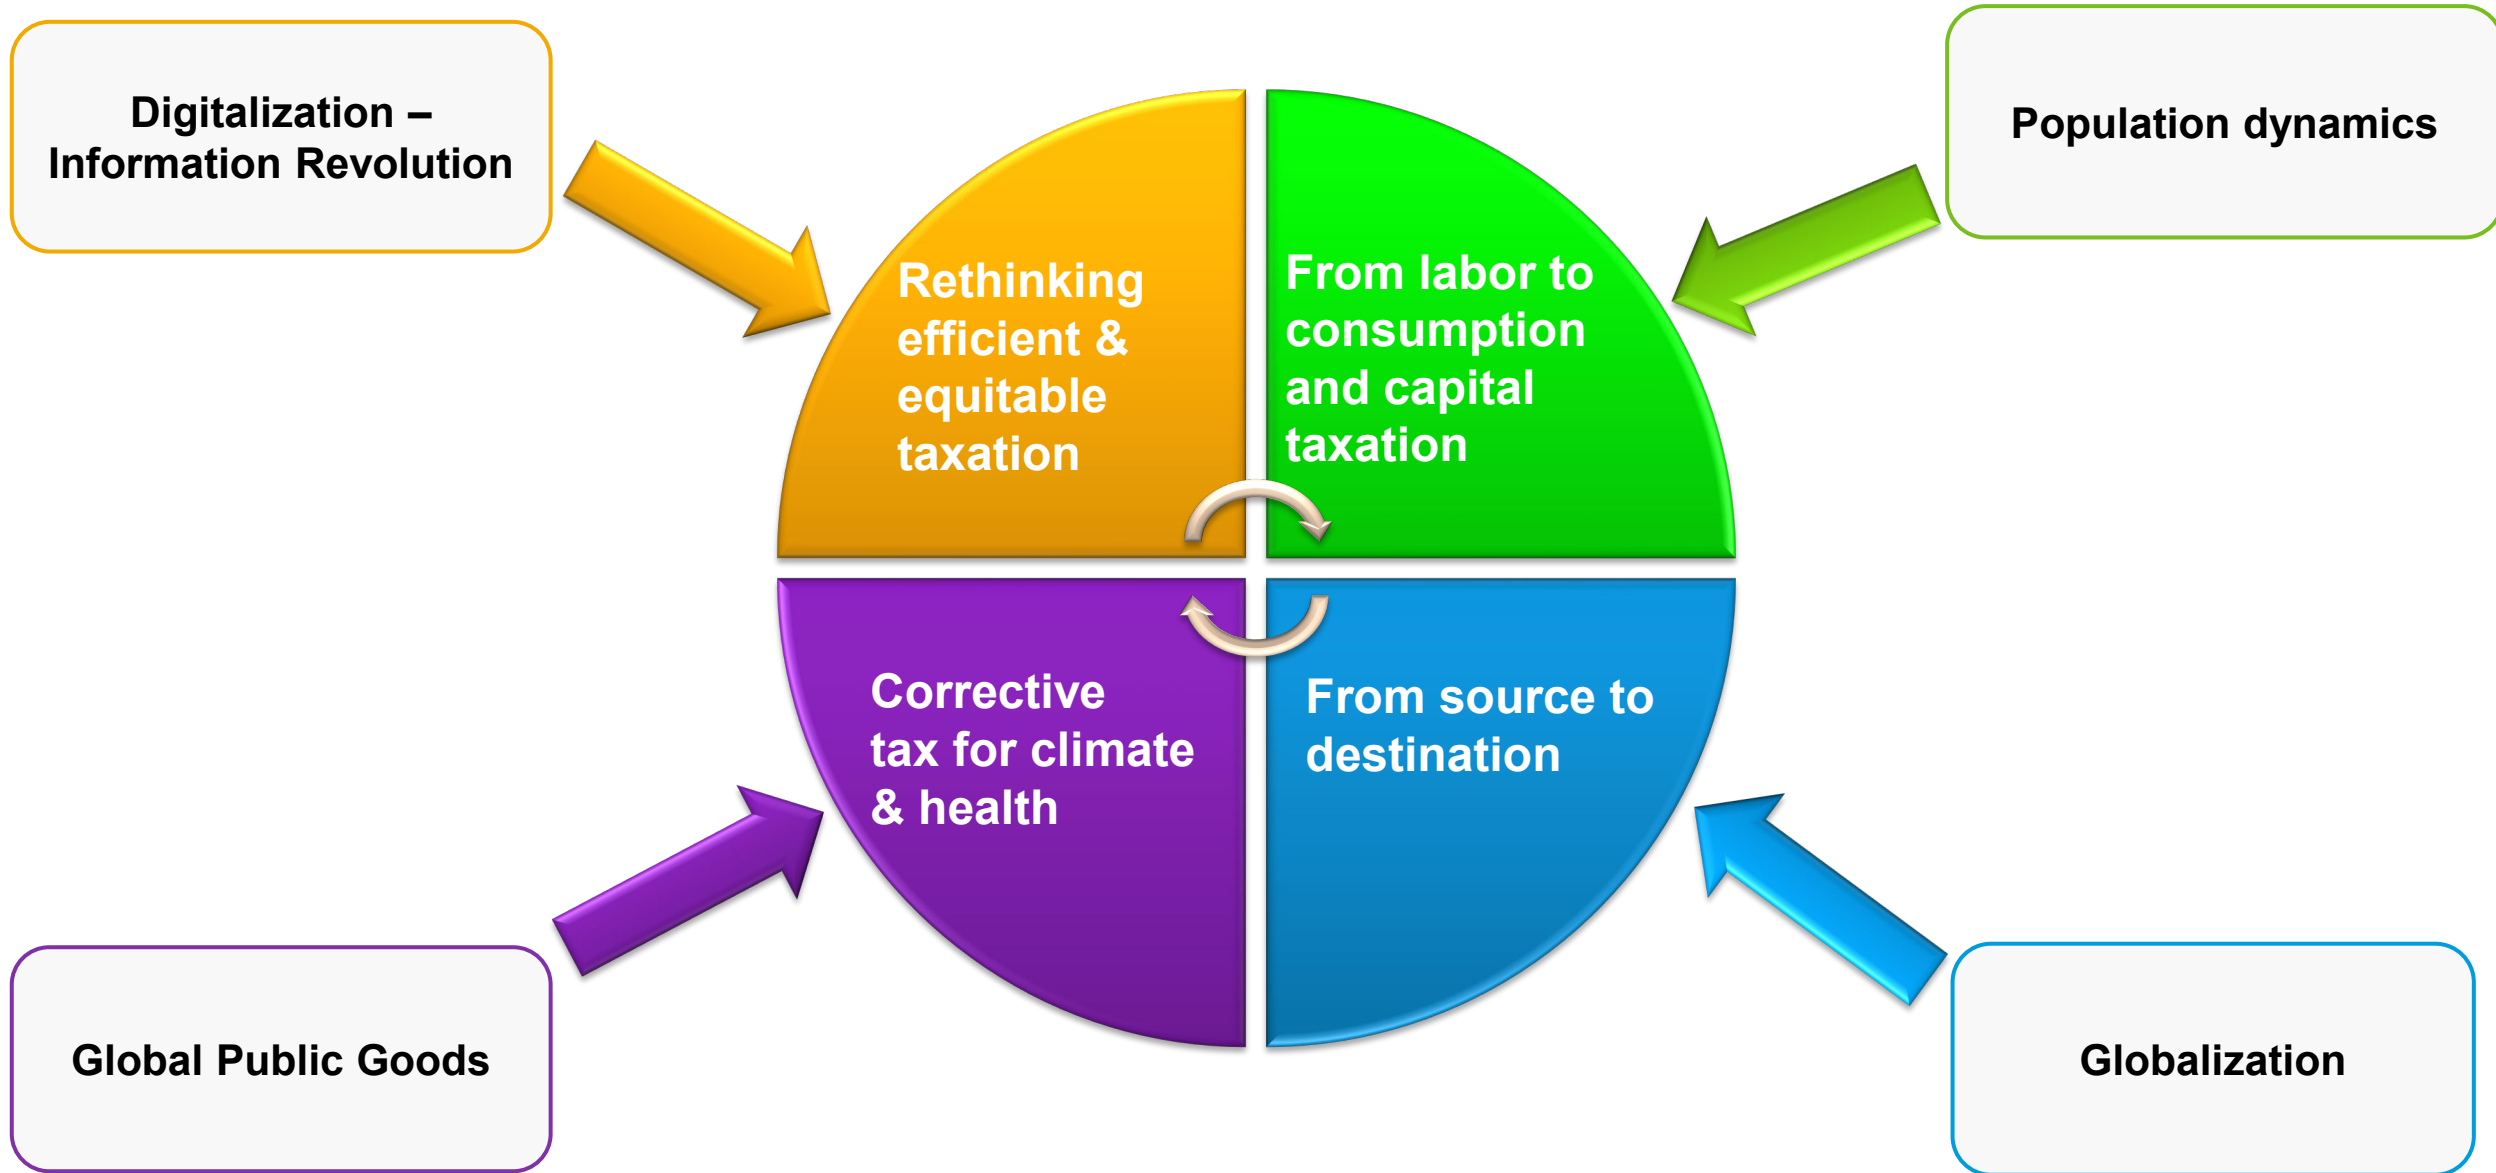 Digitalization –
Information Revolution
Population dynamics
Rethinking
efficient &
equitable
taxation
From labor to
consumption
and capital
taxation
Corrective
tax for climate
& health
From source to
destination
Global Public Goods
Globalization